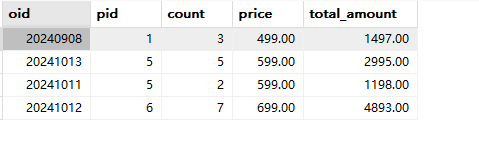 oid pid count price total_amount
20240908 1 3 499.00 1497.00
20241013 5 5 599.00 2995.00
20241011 5 2 599.00 1198.00
20241012 6 7 699.00 4893.00